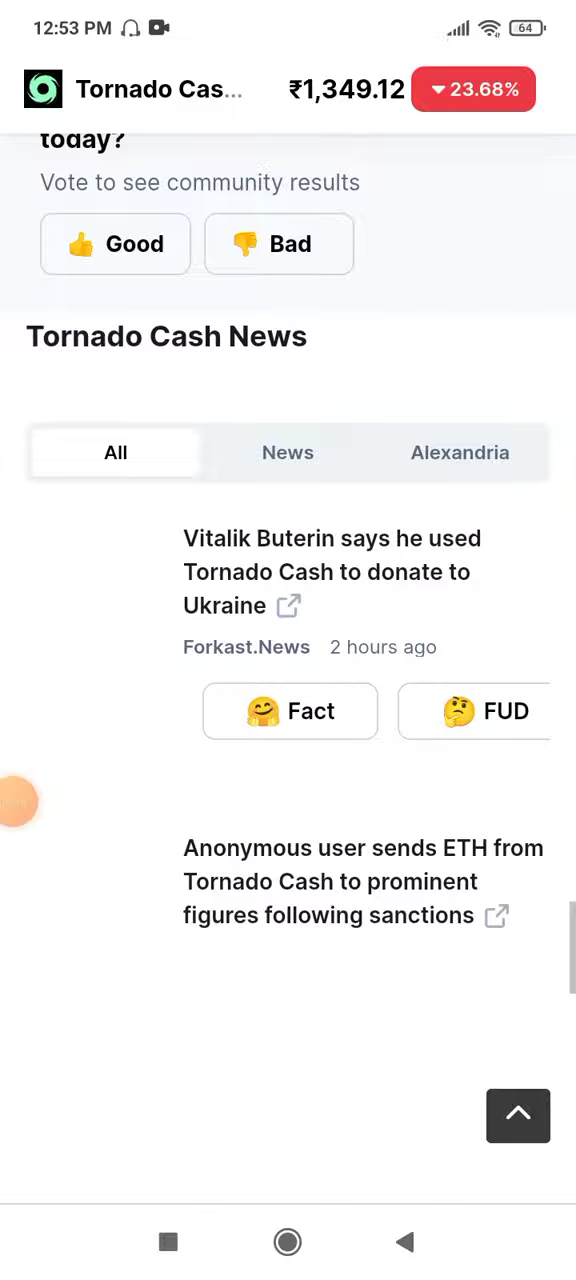 12:53 PM 64
Tornado Cas... ₹1,349.12 23.68%
today?
Vote to see community results
👍 Good 👎 Bad
Tornado Cash News
All News Alexandria
Vitalik Buterin says he used
Tornado Cash to donate to
Ukraine
Forkast.News 2 hours ago
🤗 Fact 🤔 FUD
Anonymous user sends ETH from
Tornado Cash to prominent
figures following sanctions